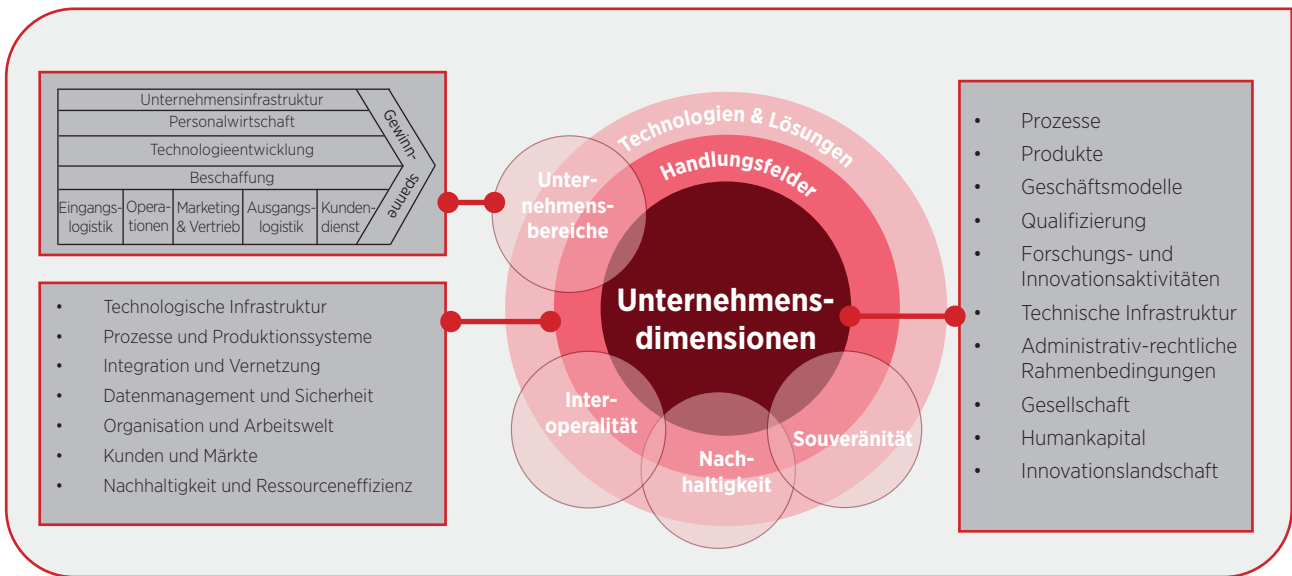 Unternehmensinfrastruktur
Personalwirtschaft
Technologieentwicklung
Beschaffung
Eingangs-
logistik
Opera-
tionen
Marketing
& Vertrieb
Ausgangs-
logistik
Kunden-
dienst
Gewinn-
spanne
• Technologische Infrastruktur
• Prozesse und Produktionssysteme
• Integration und Vernetzung
• Datenmanagement und Sicherheit
• Organisation und Arbeitswelt
• Kunden und Märkte
• Nachhaltigkeit und Ressourceneffizienz
Technologien & Lösungen
Handlungsfelder
Unter-
nehmens-
bereiche
Unternehmens-
dimensionen
Inter-
operalität
Nach-
haltigkeit
Souveränität
• Prozesse
• Produkte
• Geschäftsmodelle
• Qualifizierung
• Forschungs- und
Innovationsaktivitäten
• Technische Infrastruktur
• Administrativ-rechtliche
Rahmenbedingungen
• Gesellschaft
• Humankapital
• Innovationslandschaft